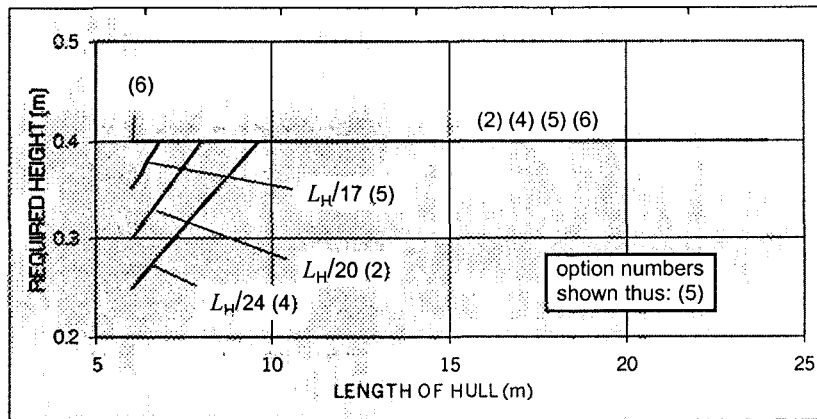 REQUIRED HEIGHT (m)
0.5
0.4
0.3
0.2
(6)
(2) (4) (5) (6)
L_H/17 (5)
L_H/20 (2)
L_H/24 (4)
option numbers
shown thus: (5)
5 10 15 20 25
LENGTH OF HULL (m)